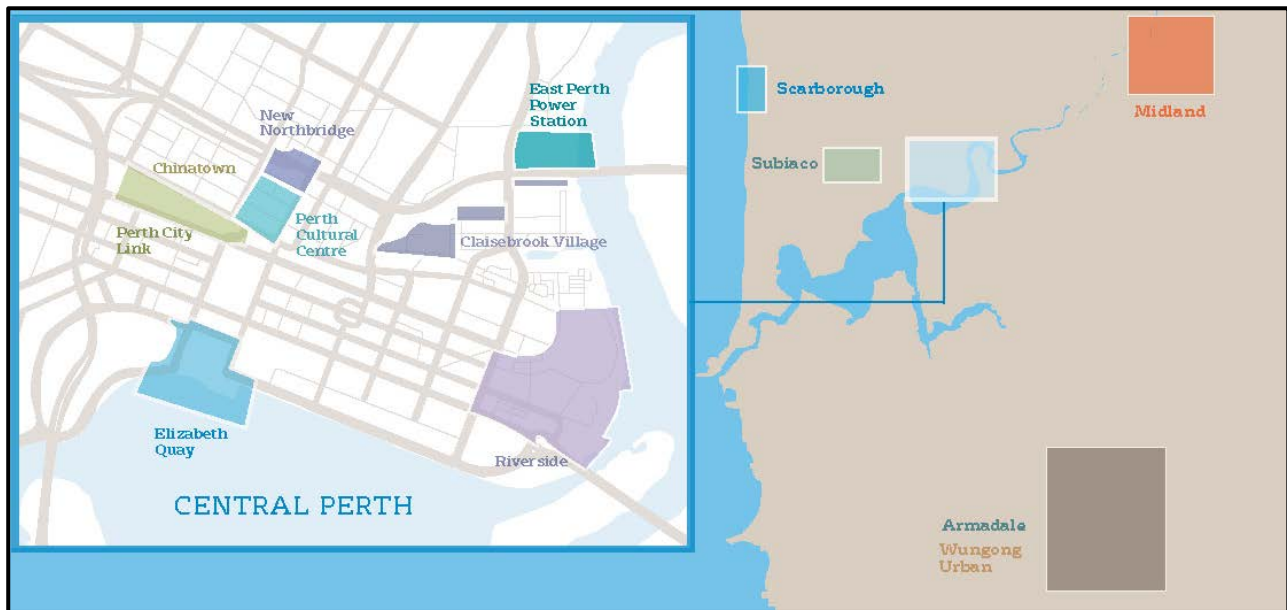 East Perth
Power
Station
New
Northbridge
Chinatown
Perth City
Link
Perth
Cultural
Centre
Claisebrook Village
Elizabeth
Quay
Riverside
CENTRAL PERTH
Scarborough
Subiaco
Midland
Armadale
Wungong
Urban